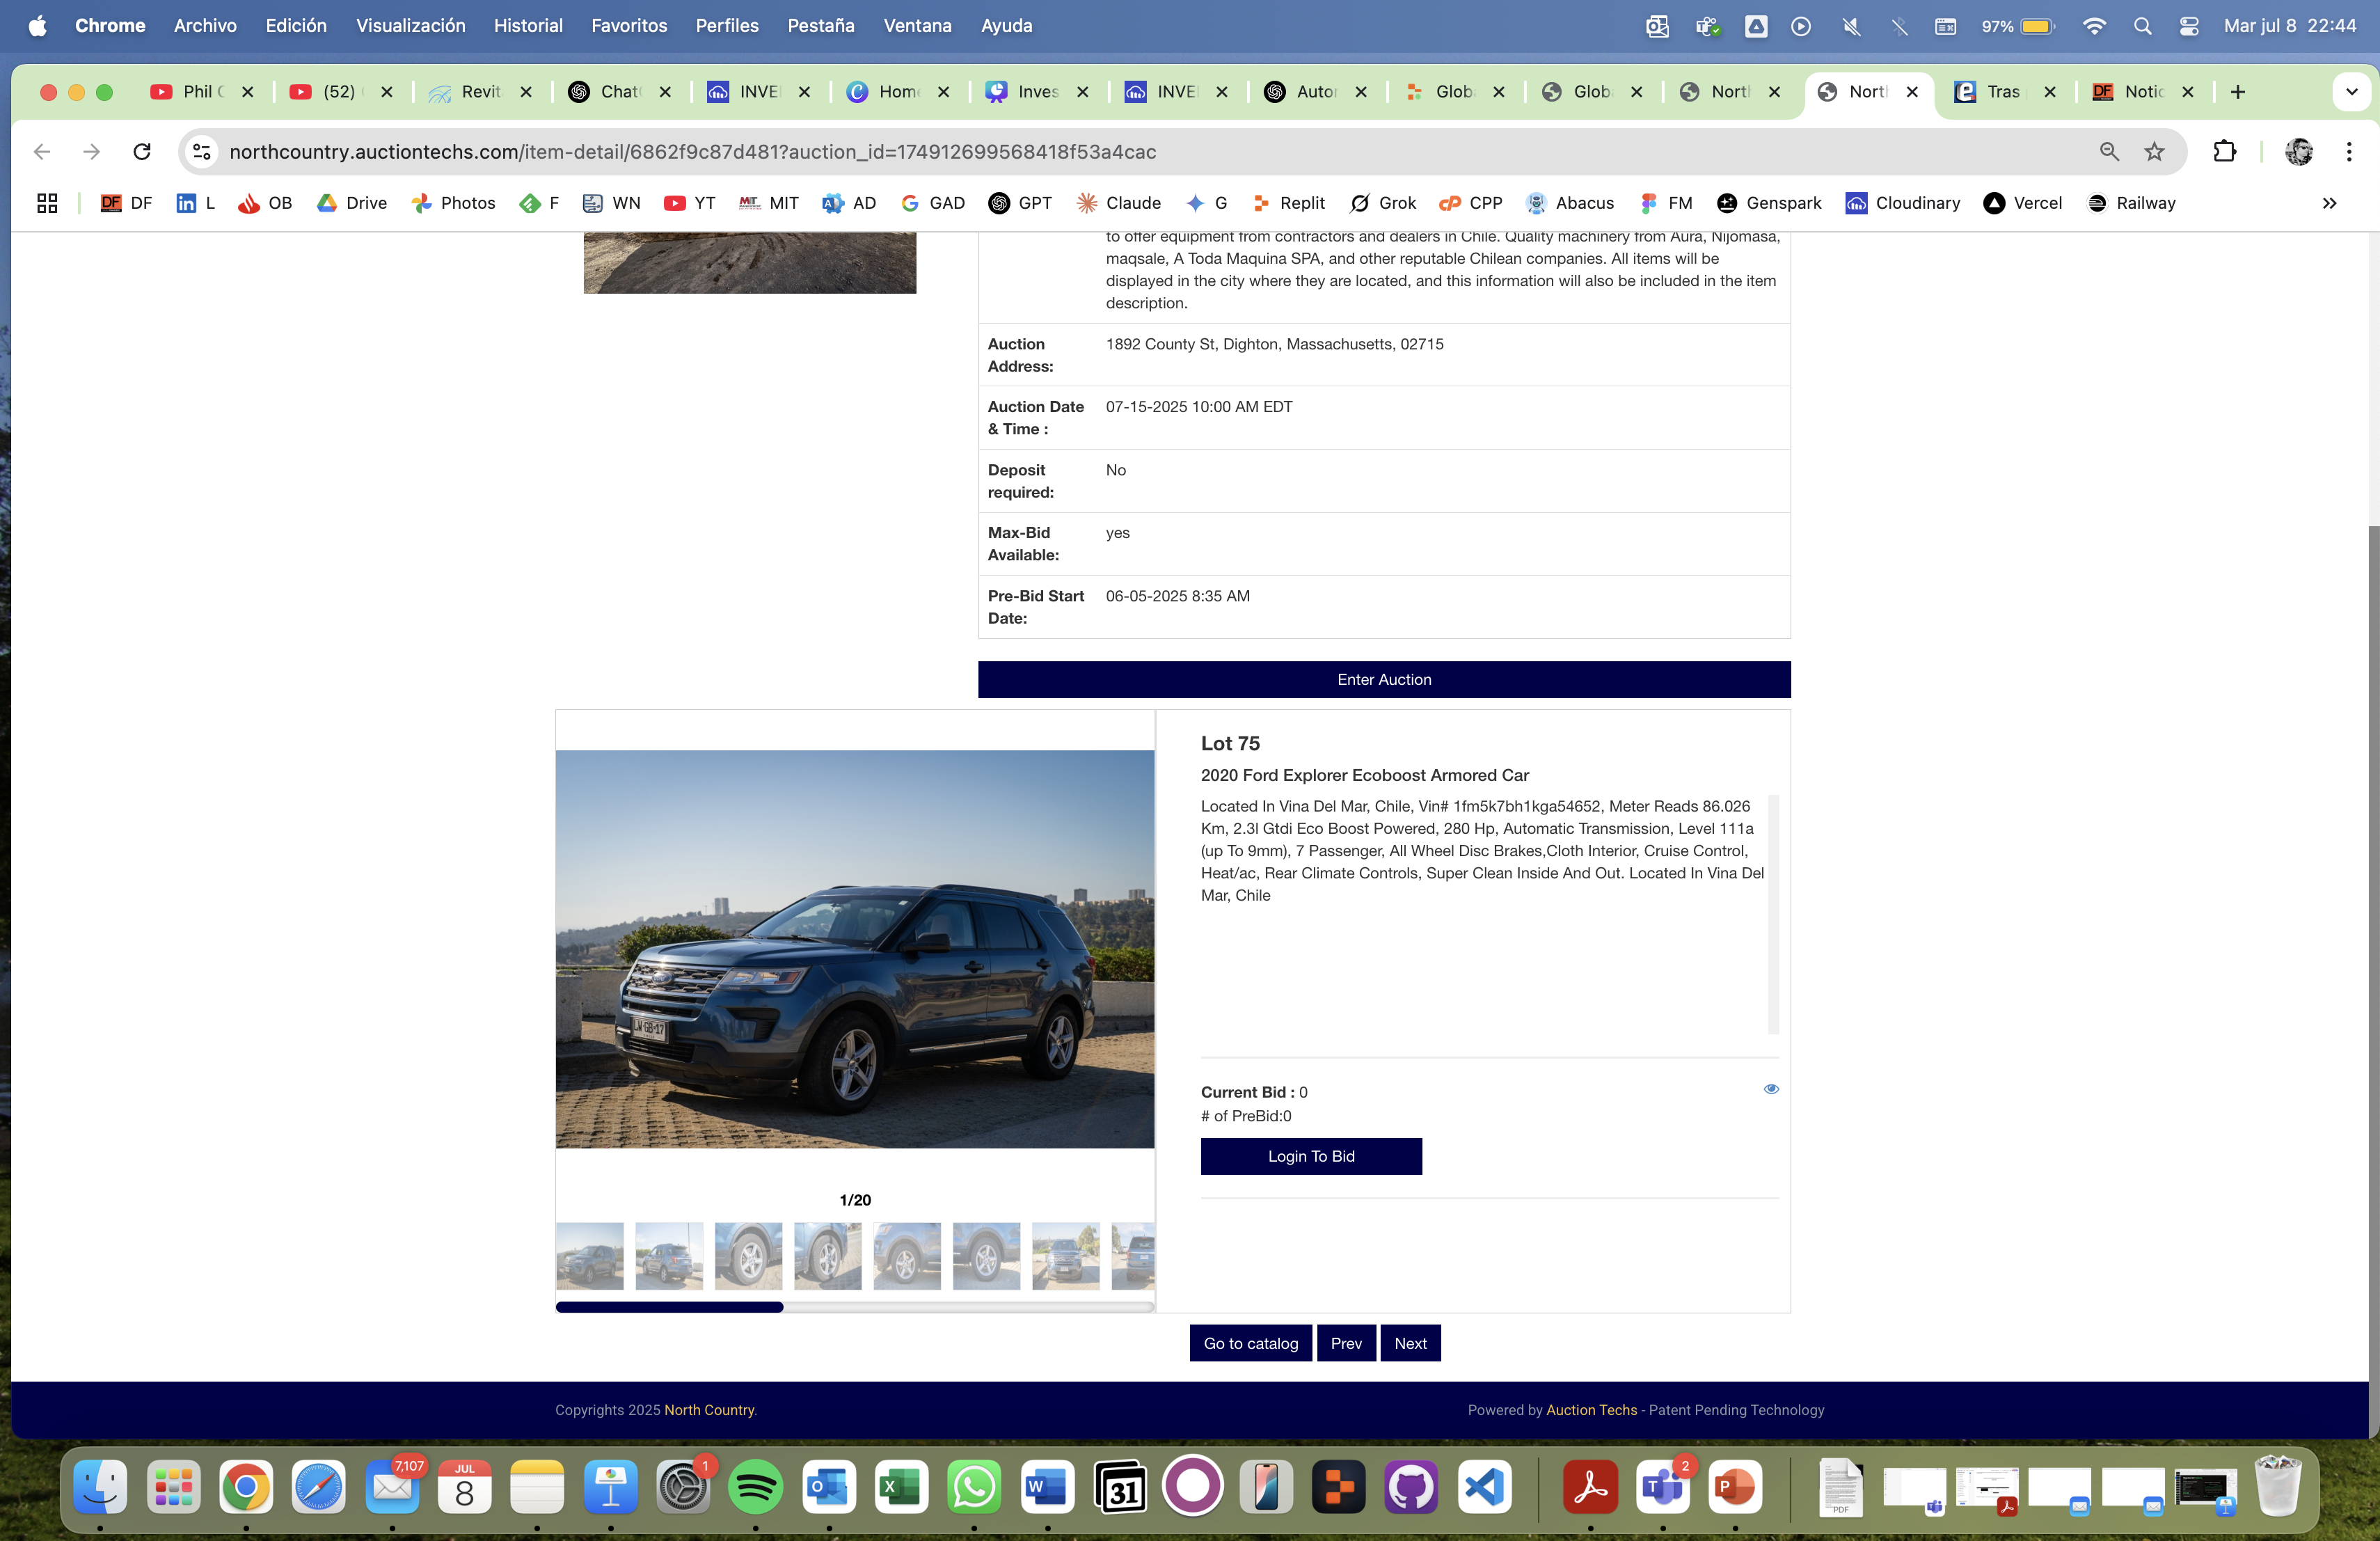 Chrome Archivo Edición Visualización Historial Favoritos Perfiles Pestaña Ventana Ayuda 97% Mar jul 8 22:44
Phil (52) Revit Chat INVE Home Inves INVE Autor Glob Glob North North Tras Notic
northcountry.auctiontechs.com/item-detail/6862f9c87d481?auction_id=174912699568418f53a4cac
DF L OB Drive Photos F WN YT MIT AD GAD GPT Claude G Replit Grok CPP Abacus FM Genspark Cloudinary Vercel Railway
to offer equipment from contractors and dealers in Chile. Quality machinery from Aura, Nijomasa,
maqsale, A Toda Maquina SPA, and other reputable Chilean companies. All items will be
displayed in the city where they are located, and this information will also be included in the item
description.
Auction
Address:
1892 County St, Dighton, Massachusetts, 02715
Auction Date
& Time :
07-15-2025 10:00 AM EDT
Deposit
required:
No
Max-Bid
Available:
yes
Pre-Bid Start
Date:
06-05-2025 8:35 AM
Enter Auction
Lot 75
2020 Ford Explorer Ecoboost Armored Car
Located In Vina Del Mar, Chile, Vin# 1fm5k7bh1kga54652, Meter Reads 86.026
Km, 2.3l Gtdi Eco Boost Powered, 280 Hp, Automatic Transmission, Level 111a
(up To 9mm), 7 Passenger, All Wheel Disc Brakes,Cloth Interior, Cruise Control,
Heat/ac, Rear Climate Controls, Super Clean Inside And Out. Located In Vina Del
Mar, Chile
Current Bid : 0
# of PreBid:0
Login To Bid
1/20
Go to catalog Prev Next
Copyrights 2025 North Country.
Powered by Auction Techs - Patent Pending Technology
7,107
JUL
8
1
31
2
PDF